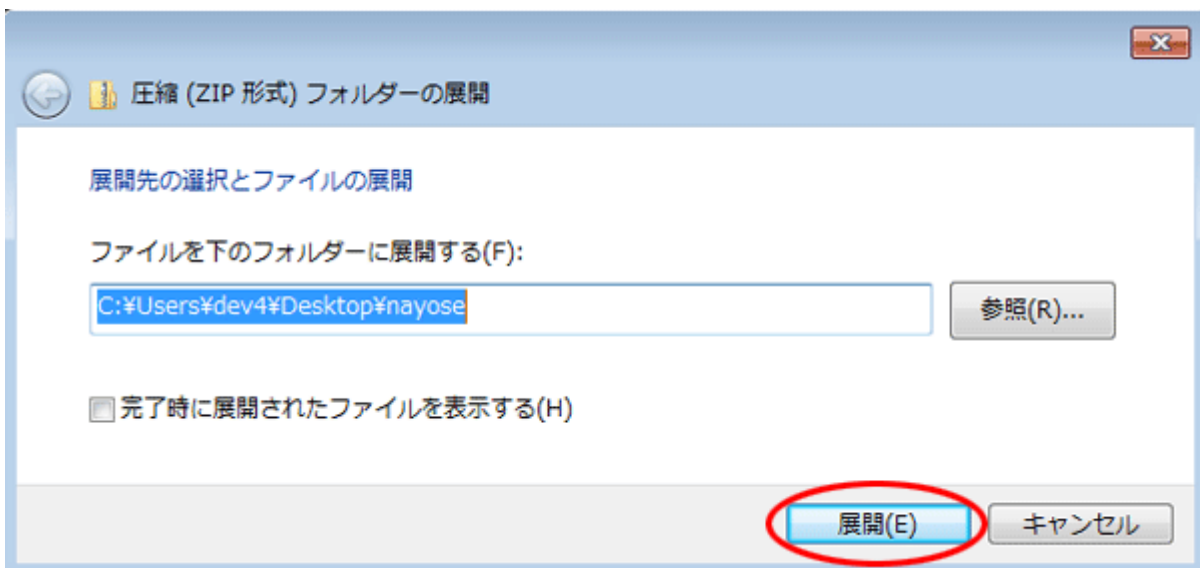 圧縮 (ZIP 形式) フォルダーの展開
展開先の選択とファイルの展開
ファイルを下のフォルダーに展開する(F):
C:¥Users¥dev4¥Desktop¥nayose
参照(R)...
完了時に展開されたファイルを表示する(H)
展開(E)
キャンセル